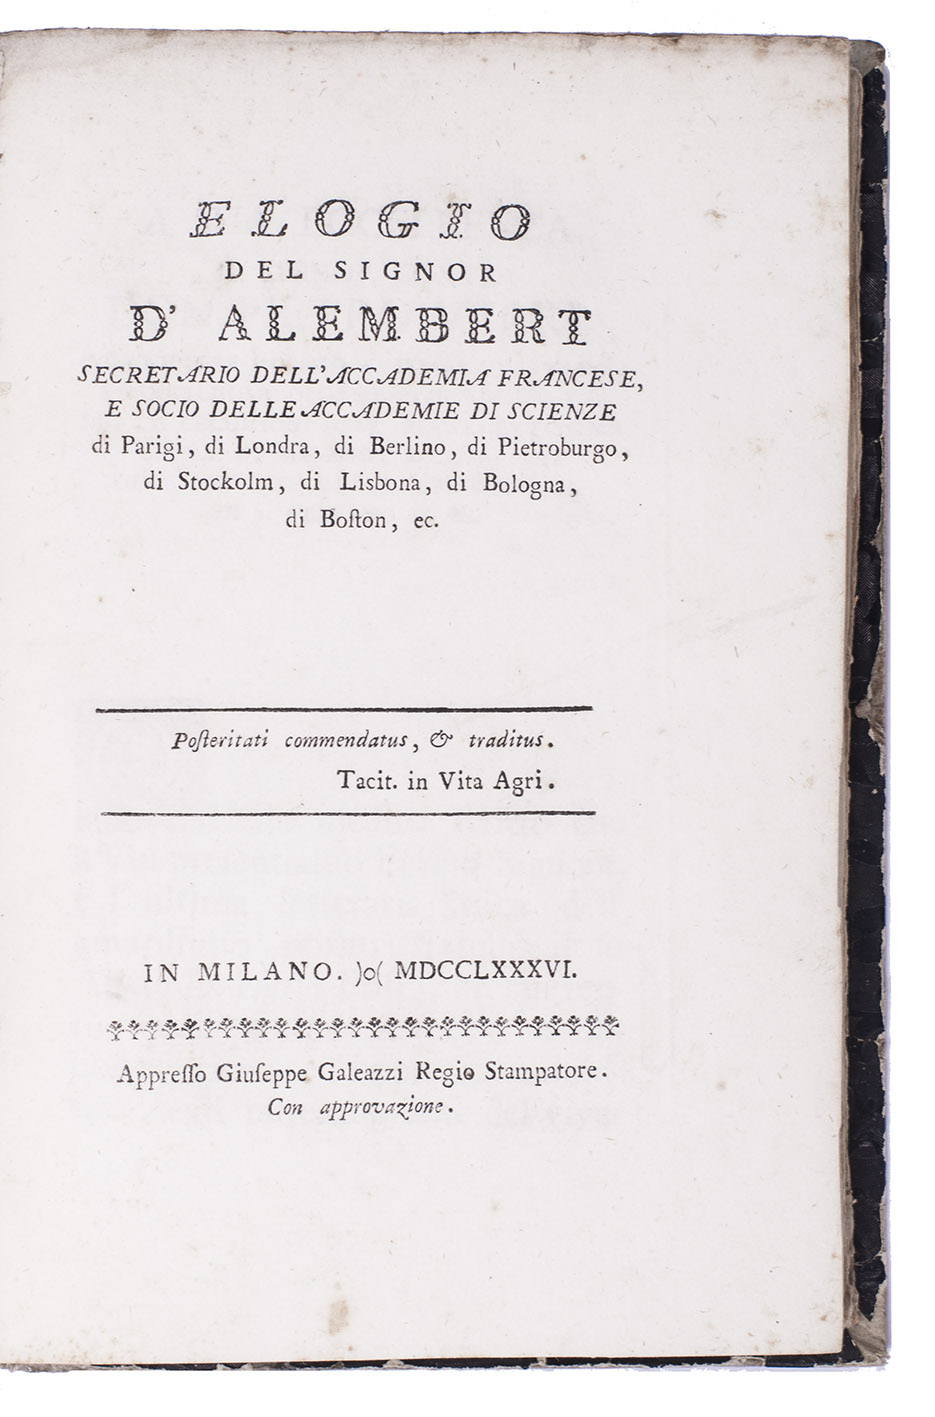 ELOGIO
DEL SIGNOR
D' ALEMBERT
SECRETARIO DELL'ACCADEMIA FRANCESE,
E SOCIO DELLE ACCADEMIE DI SCIENZE
di Parigi, di Londra, di Berlino, di Pietroburgo,
di Stockolm, di Lisbona, di Bologna,
di Boſton, ec.
Poſteritati commendatus, & traditus.
Tacit. in Vita Agri.
IN MILANO. )o( MDCCLXXXVI.
Appreſſo Giuſeppe Galeazzi Regio Stampatore.
Con approvazione.